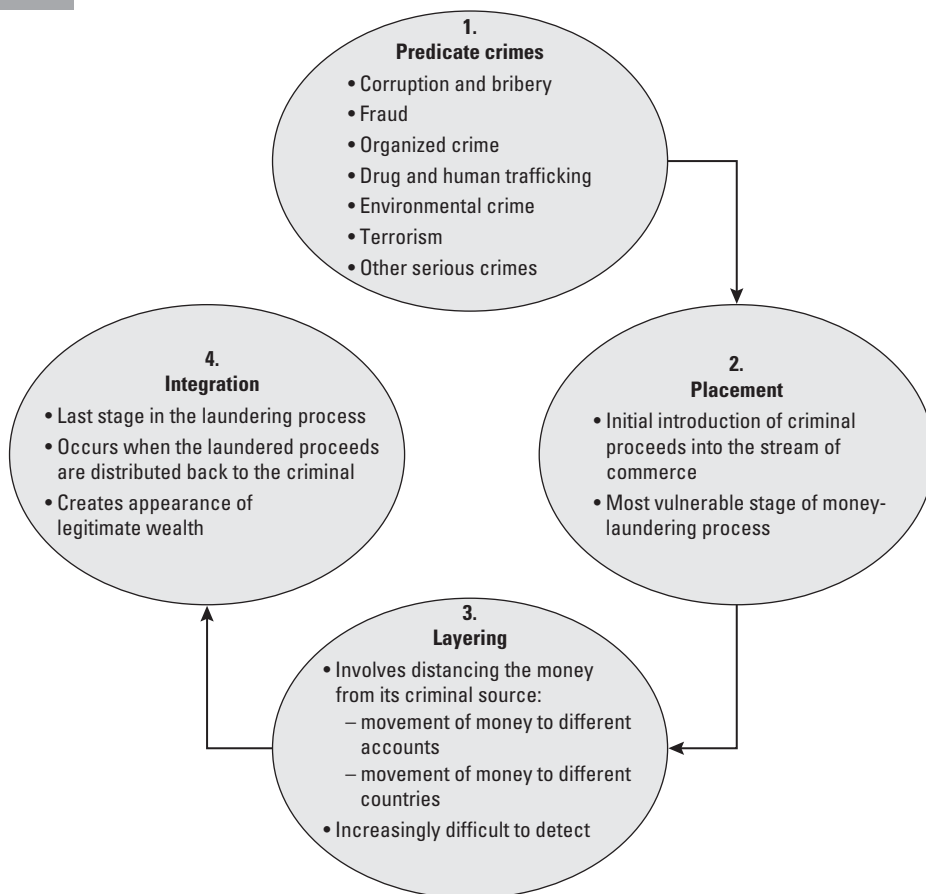 1.
Predicate crimes
• Corruption and bribery
• Fraud
• Organized crime
• Drug and human trafficking
• Environmental crime
• Terrorism
• Other serious crimes
2.
Placement
• Initial introduction of criminal
proceeds into the stream of
commerce
• Most vulnerable stage of money-
laundering process
3.
Layering
• Involves distancing the money
from its criminal source:
– movement of money to different
accounts
– movement of money to different
countries
• Increasingly difficult to detect
4.
Integration
• Last stage in the laundering process
• Occurs when the laundered proceeds
are distributed back to the criminal
• Creates appearance of
legitimate wealth